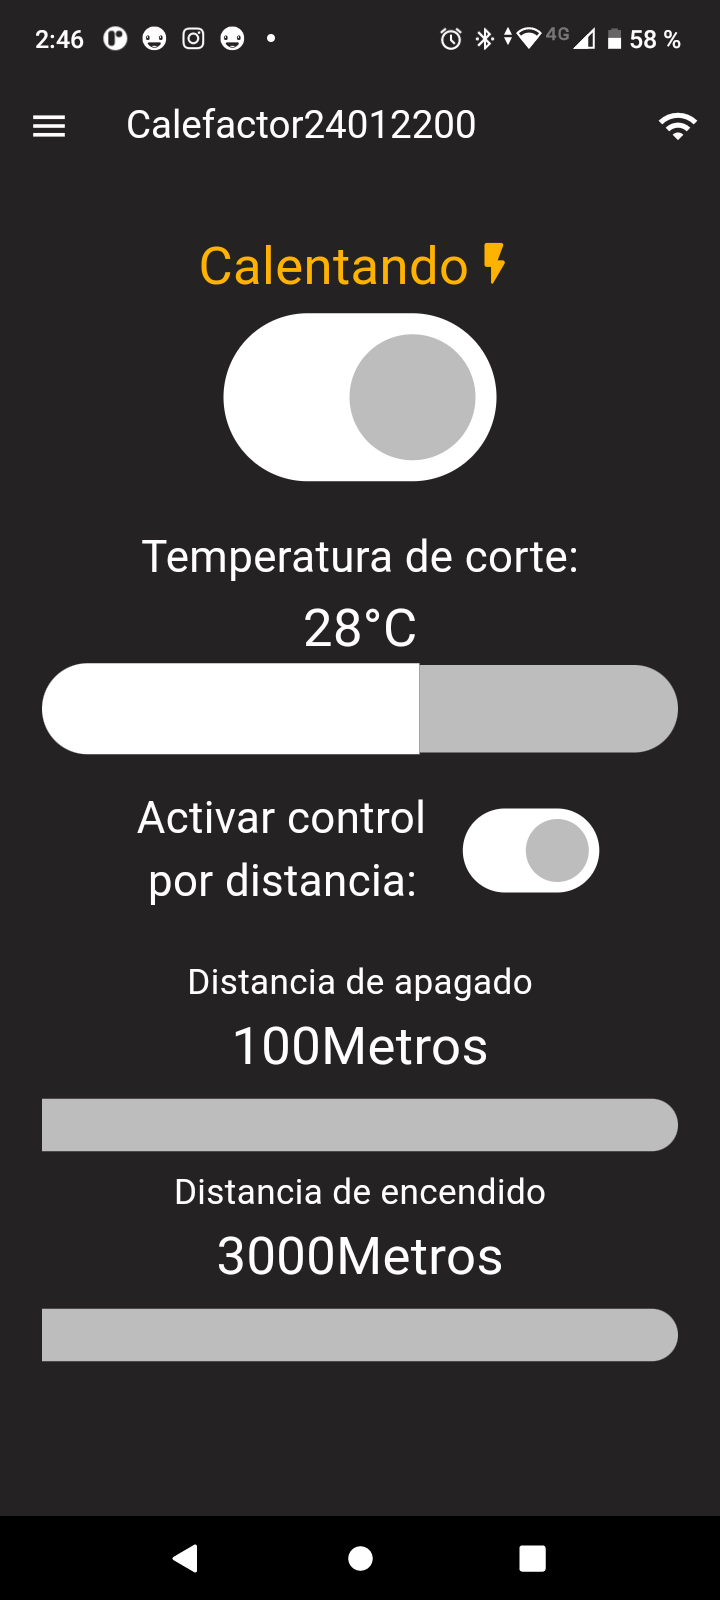 2:46 4G 58 %
Calefactor24012200
Calentando
Temperatura de corte:
28°C
Activar control
por distancia:
Distancia de apagado
100Metros
Distancia de encendido
3000Metros